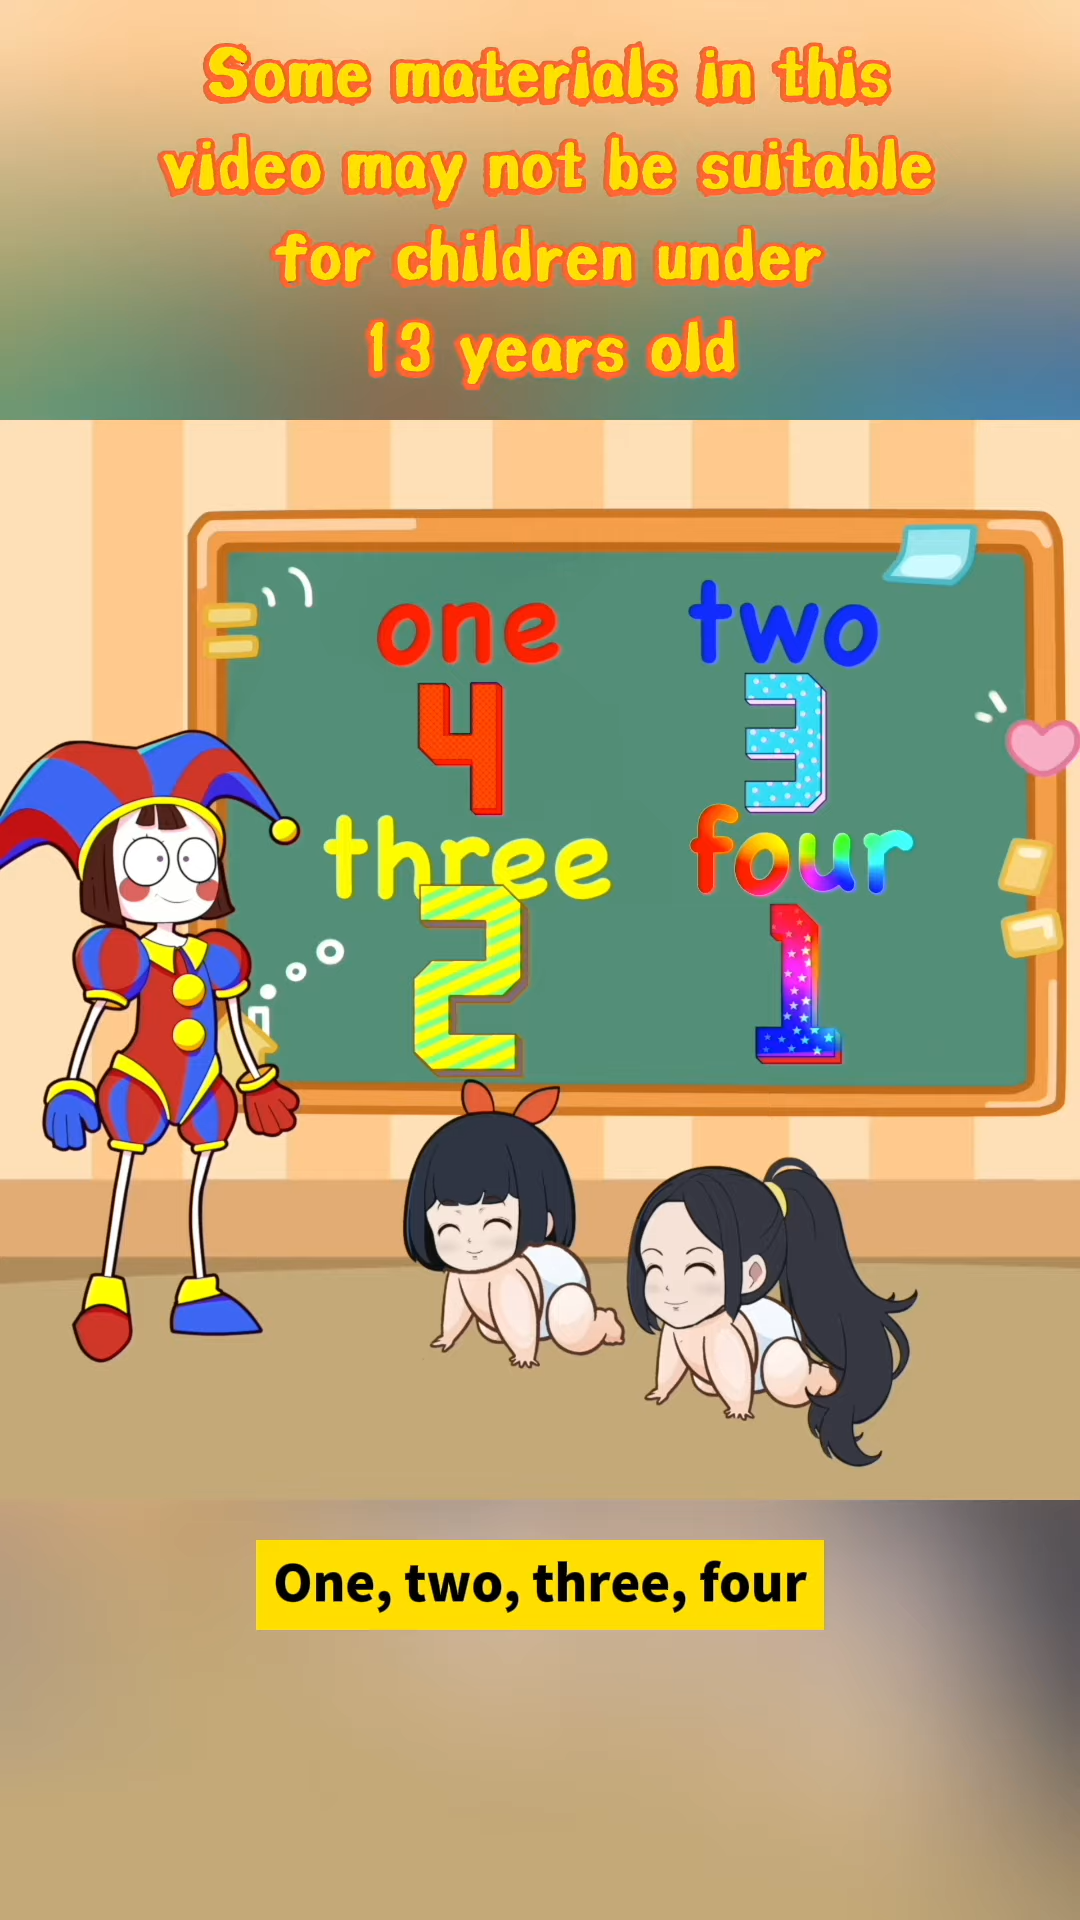 Some materials in this
video may not be suitable
for children under
13 years old
one two
4 3
three four
2 1
One, two, three, four